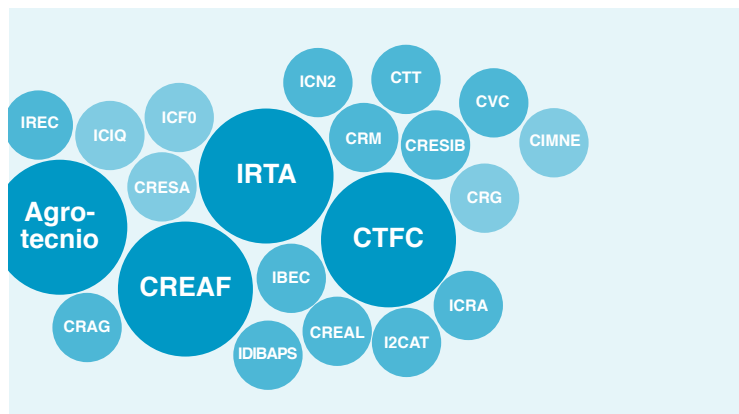 ICN2
CTT
CVC
IREC
ICIQ
ICF0
CRM
CRESIB
CIMNE
IRTA
CRESA
CRG
Agro-
tecnio
CTFC
CREAF
IBEC
ICRA
CRAG
IDIBAPS
CREAL
I2CAT